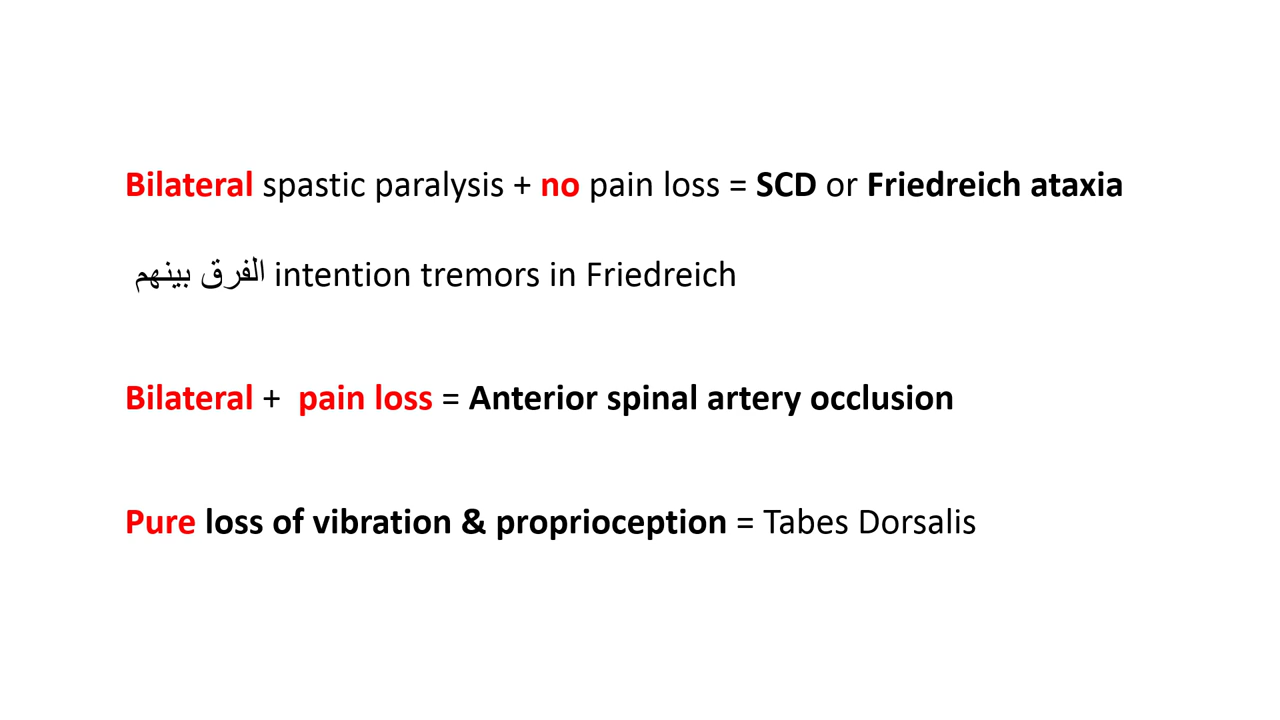 Bilateral spastic paralysis + no pain loss = SCD or Friedreich ataxia
الفرق بينهم intention tremors in Friedreich
Bilateral + pain loss = Anterior spinal artery occlusion
Pure loss of vibration & proprioception = Tabes Dorsalis